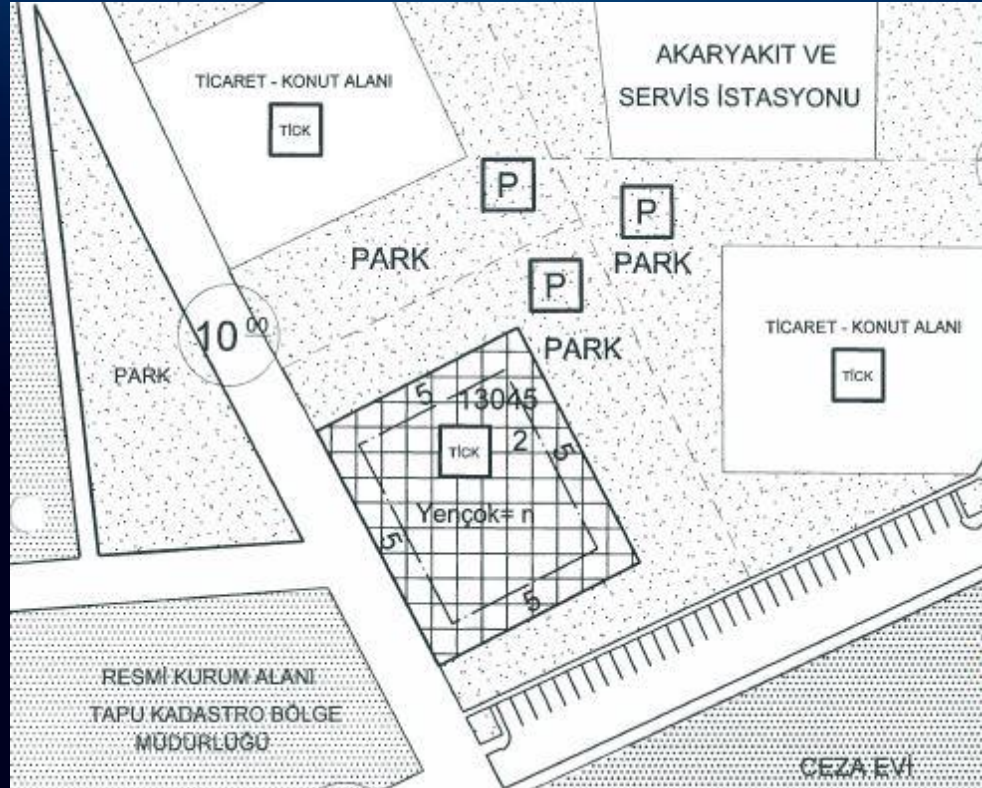 AKARYAKIT VE
SERVİS İSTASYONU
TİCARET - KONUT ALANI
TİCK
P
P
PARK
PARK
P
10 00
PARK
TİCARET - KONUT ALANI
TİCK
PARK
5
13045
2
TİCK
5
Yençok= n
5
5
RESMİ KURUM ALANI
TAPU KADASTRO BÖLGE
MÜDÜRLÜĞÜ
CEZA EVİ